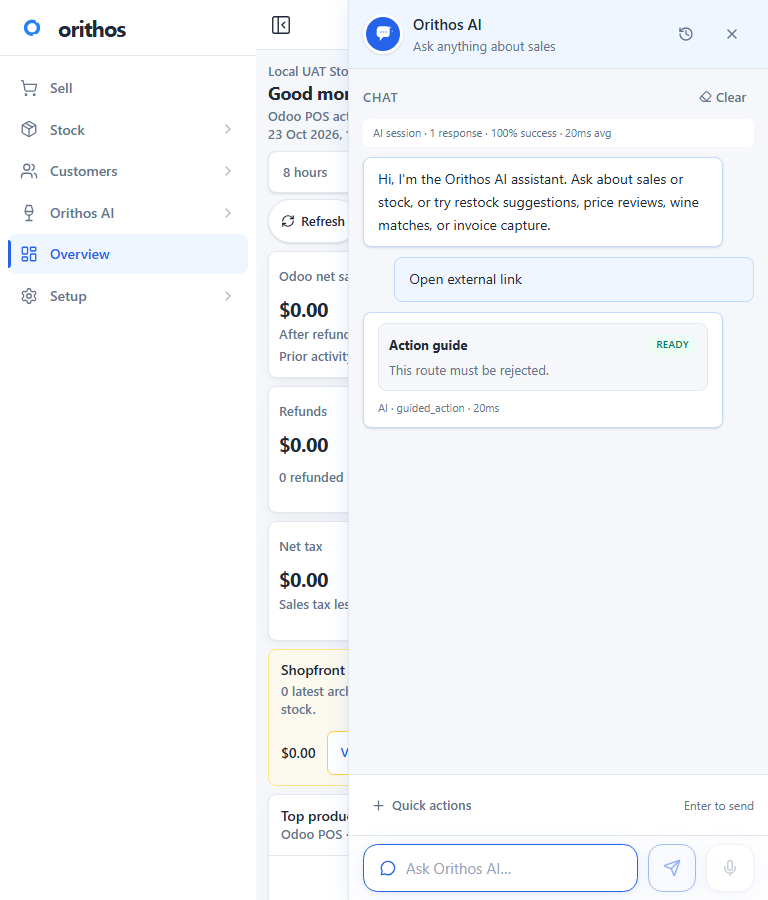 orithos
Sell
Stock
Customers
Orithos AI
Overview
Setup
Local UAT Sto
Good mor
Odoo POS act
23 Oct 2026,
8 hours
Refresh
Odoo net sa
$0.00
After refund
Prior activity
Refunds
$0.00
0 refunded
Net tax
$0.00
Sales tax les
Shopfront
0 latest arch
stock.
$0.00
V
Top produ
Odoo POS
Orithos AI
Ask anything about sales
CHAT
Clear
AI session · 1 response · 100% success · 20ms avg
Hi, I'm the Orithos AI assistant. Ask about sales or
stock, or try restock suggestions, price reviews, wine
matches, or invoice capture.
Open external link
Action guide
READY
This route must be rejected.
AI · guided_action · 20ms
Quick actions
Enter to send
Ask Orithos AI...